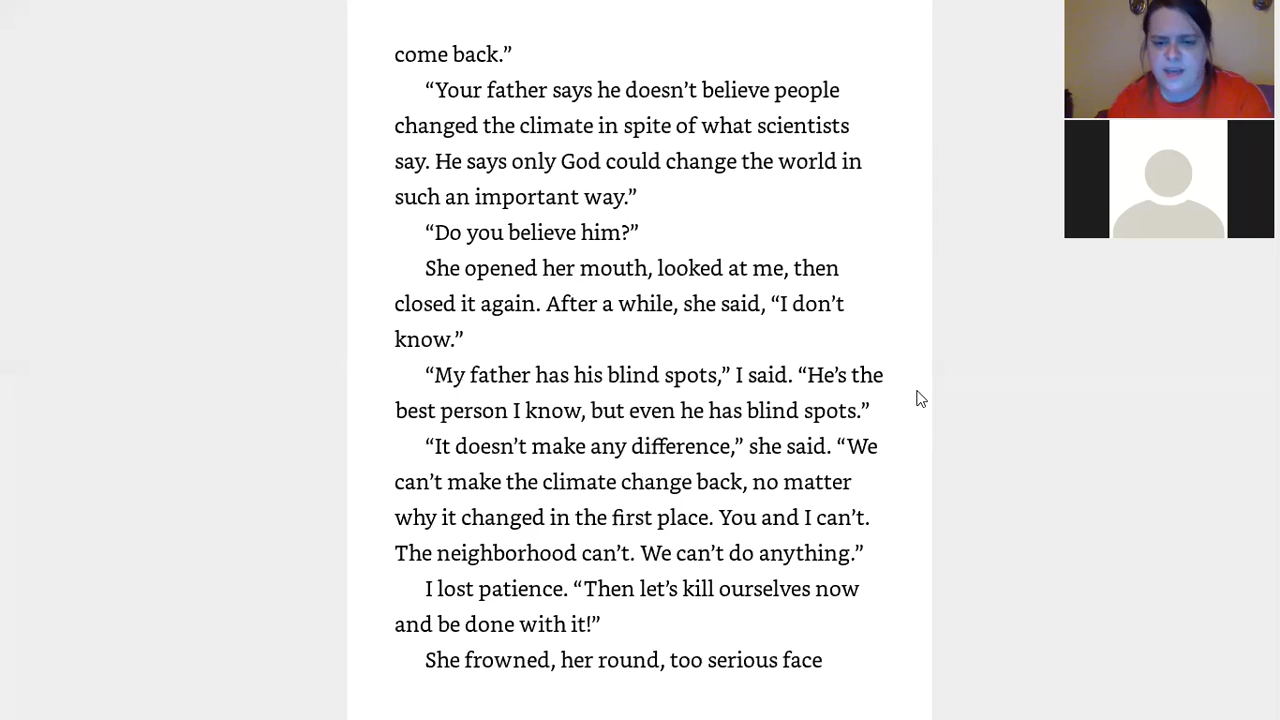 come back.”
“Your father says he doesn’t believe people
changed the climate in spite of what scientists
say. He says only God could change the world in
such an important way.”
“Do you believe him?”
She opened her mouth, looked at me, then
closed it again. After a while, she said, “I don’t
know.”
“My father has his blind spots,” I said. “He’s the
best person I know, but even he has blind spots.”
“It doesn’t make any difference,” she said. “We
can’t make the climate change back, no matter
why it changed in the first place. You and I can’t.
The neighborhood can’t. We can’t do anything.”
I lost patience. “Then let’s kill ourselves now
and be done with it!”
She frowned, her round, too serious face